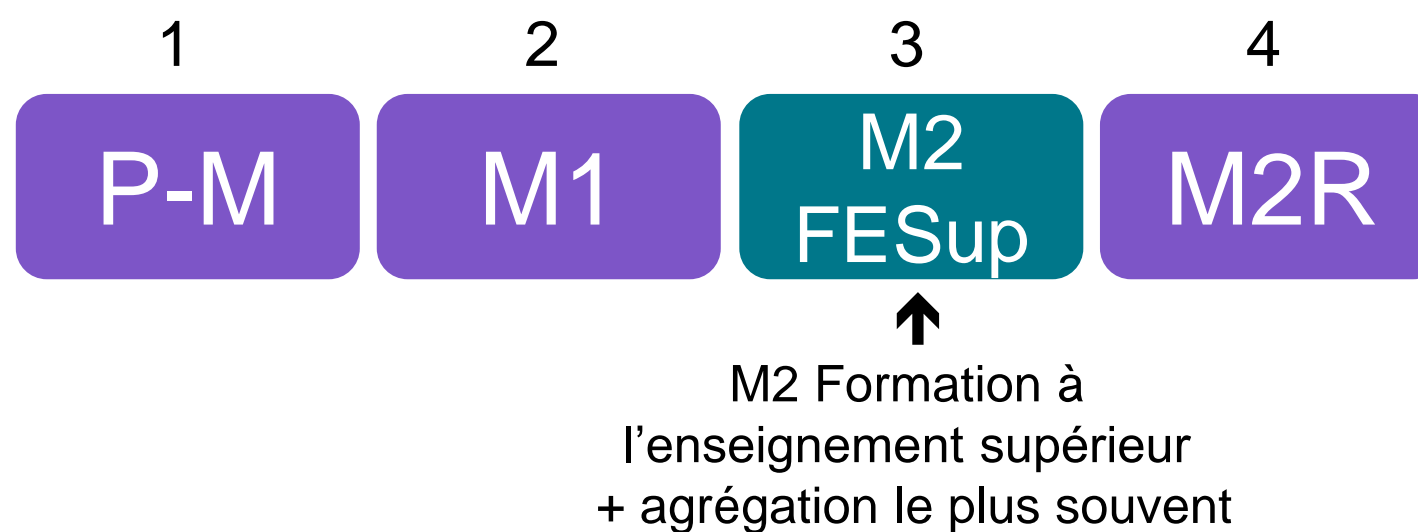 1 2 3 4
P-M M1 M2 FESup M2R
M2 Formation à
l’enseignement supérieur
+ agrégation le plus souvent